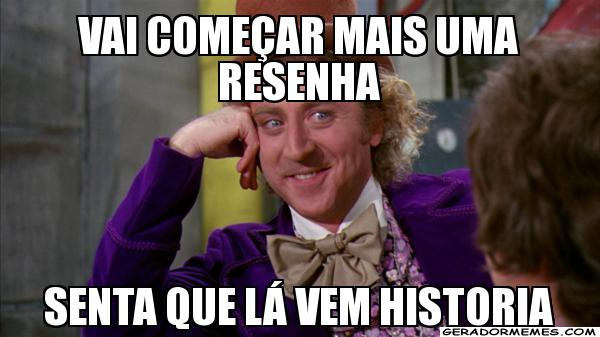 VAI COMEÇAR MAIS UMA
RESENHA
SENTA QUE LÁ VEM HISTORIA
GERADORMEMES.COM